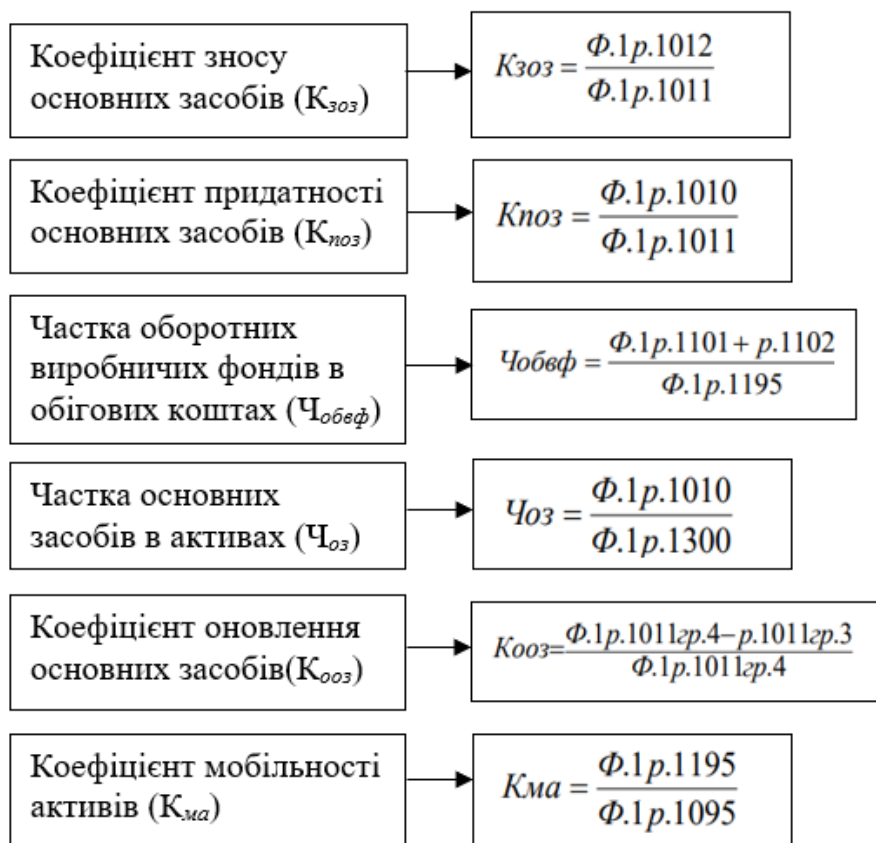 Коефіцієнт зносу
основних засобів (Кзоз)
Кзоз = Ф.1р.1012 / Ф.1р.1011
Коефіцієнт придатності
основних засобів (Кпоз)
Кпоз = Ф.1р.1010 / Ф.1р.1011
Частка оборотних
виробничих фондів в
обігових коштах (Чобвф)
Чобвф = Ф.1р.1101 + р.1102 / Ф.1р.1195
Частка основних
засобів в активах (Чоз)
Чоз = Ф.1р.1010 / Ф.1р.1300
Коефіцієнт оновлення
основних засобів(Кооз)
Кооз= Ф.1р.1011гр.4–р.1011гр.3 / Ф.1р.1011гр.4
Коефіцієнт мобільності
активів (Кма)
Кма = Ф.1р.1195 / Ф.1р.1095